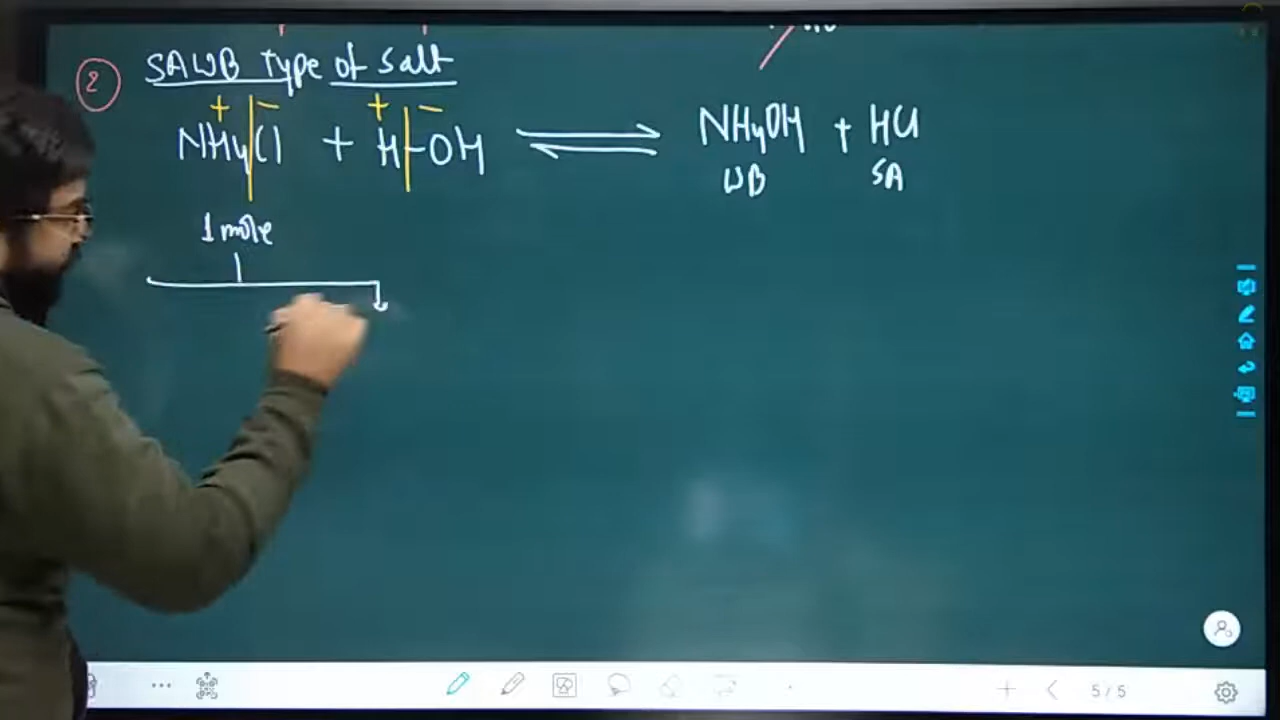 ② SAWB Type of Salt
+ - + -
NH4Cl + H-OH ⇌ NH4OH + HCl
WB SA
1 mole
5 / 5